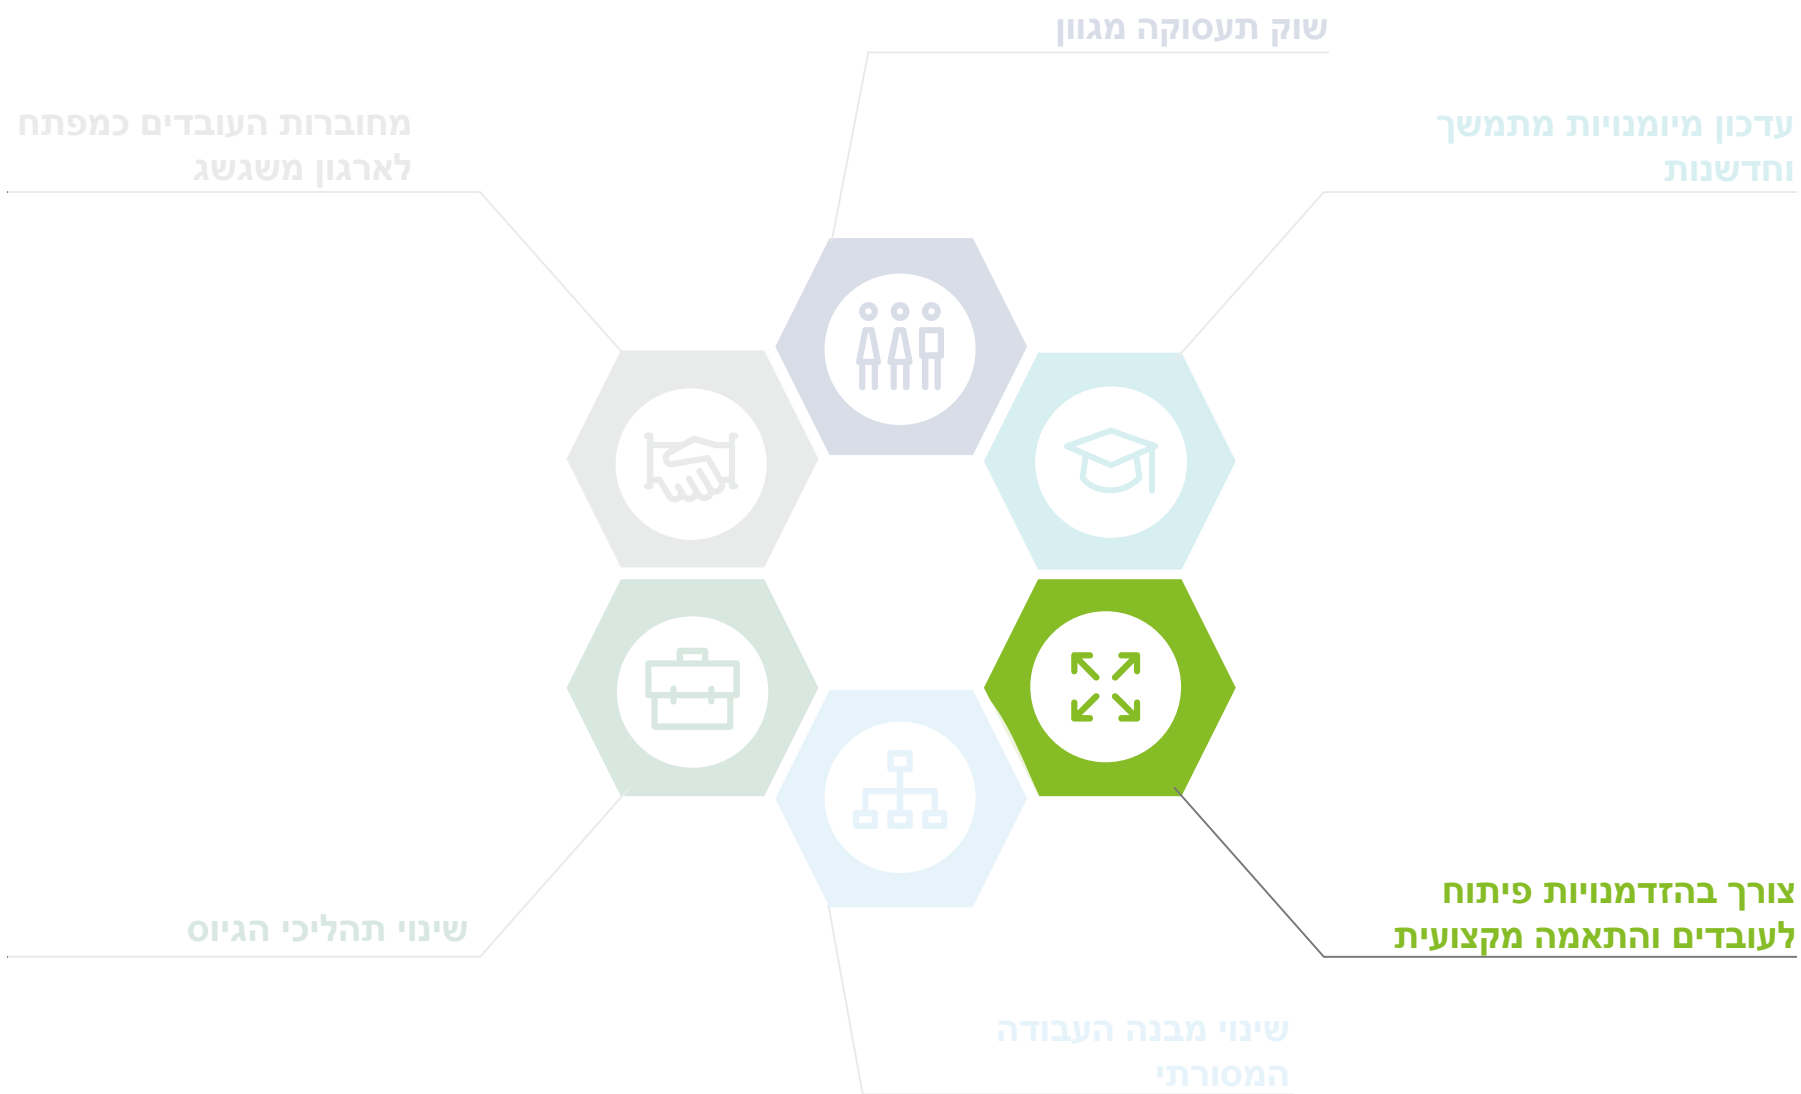 שוק תעסוקה מגוון
עדכון מיומנויות מתמשך
וחדשנות
מחוברות העובדים כמפתח
לארגון משגשג
צורך בהזדמנויות פיתוח
לעובדים והתאמה מקצועית
שינוי תהליכי הגיוס
שינוי מבנה העבודה
המסורתי